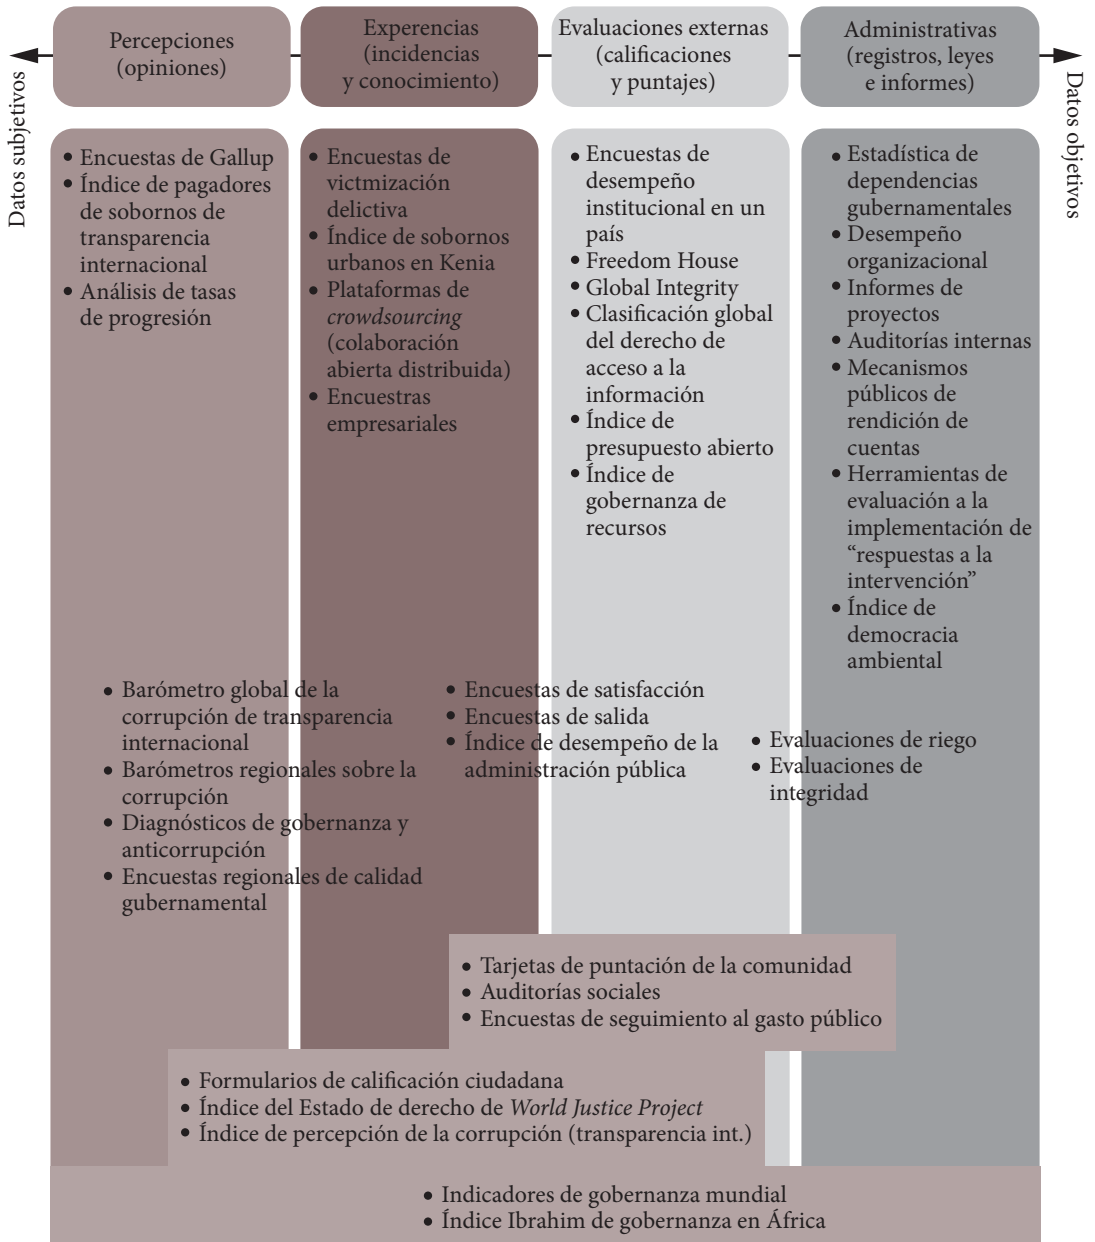 Percepciones
(opiniones)
Experencias
(incidencias
y conocimiento)
Evaluaciones externas
(calificaciones
y puntajes)
Administrativas
(registros, leyes
e informes)
Datos subjetivos
Datos objetivos
• Encuestas de Gallup
• Índice de pagadores
de sobornos de
transparencia
internacional
• Análisis de tasas
de progresión
• Encuestas de
victmización
delictiva
• Índice de sobornos
urbanos en Kenia
• Plataformas de
crowdsourcing
(colaboración
abierta distribuida)
• Encuestras
empresariales
• Encuestas de
desempeño
institucional en un
país
• Freedom House
• Global Integrity
• Clasificación global
del derecho de
acceso a la
información
• Índice de
presupuesto abierto
• Índice de
gobernanza de
recursos
• Estadística de
dependencias
gubernamentales
• Desempeño
organizacional
• Informes de
proyectos
• Auditorías internas
• Mecanismos
públicos de
rendición de
cuentas
• Herramientas de
evaluación a la
implementación de
“respuestas a la
intervención”
• Índice de
democracia
ambiental
• Barómetro global de la
corrupción de transparencia
internacional
• Barómetros regionales sobre la
corrupción
• Diagnósticos de gobernanza y
anticorrupción
• Encuestas regionales de calidad
gubernamental
• Encuestas de satisfacción
• Encuestas de salida
• Índice de desempeño de la
administración pública
• Evaluaciones de riego
• Evaluaciones de
integridad
• Tarjetas de puntación de la comunidad
• Auditorías sociales
• Encuestas de seguimiento al gasto público
• Formularios de calificación ciudadana
• Índice del Estado de derecho de World Justice Project
• Índice de percepción de la corrupción (transparencia int.)
• Indicadores de gobernanza mundial
• Índice Ibrahim de gobernanza en África